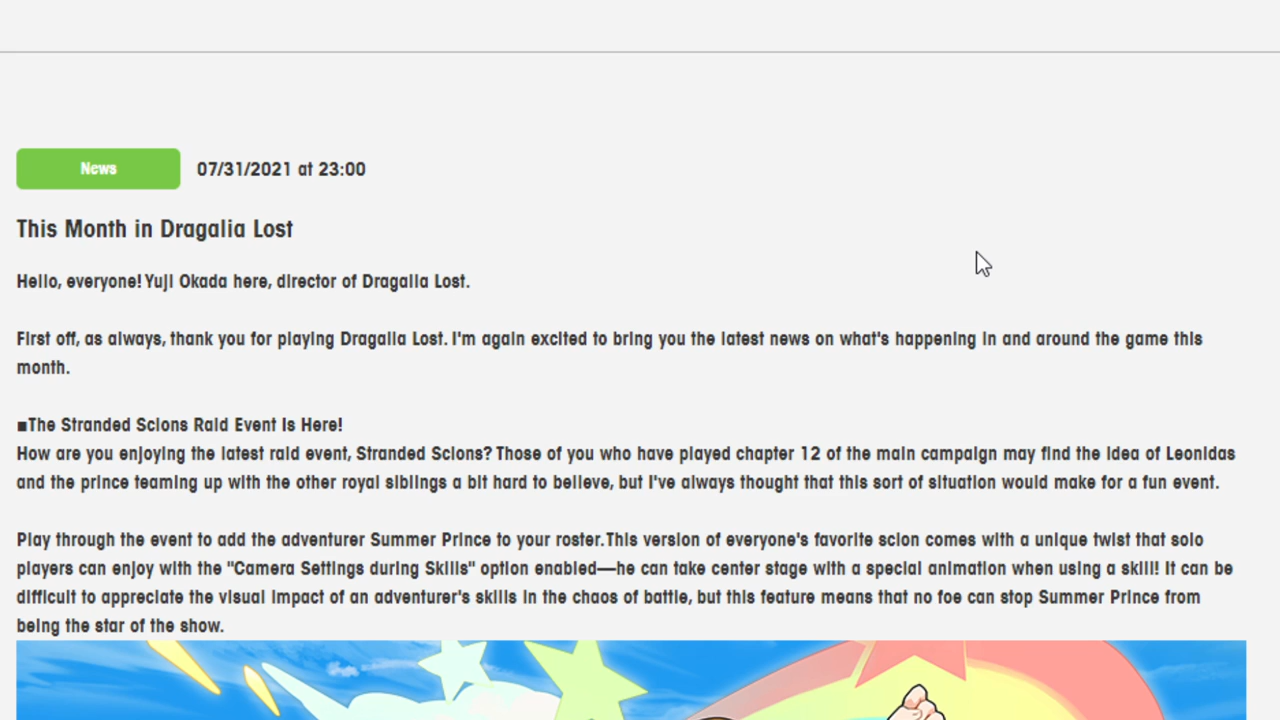 News
07/31/2021 at 23:00
This Month in Dragalia Lost
Hello, everyone! Yuji Okada here, director of Dragalia Lost.
First off, as always, thank you for playing Dragalia Lost. I'm again excited to bring you the latest news on what's happening in and around the game this
month.
■The Stranded Scions Raid Event Is Here!
How are you enjoying the latest raid event, Stranded Scions? Those of you who have played chapter 12 of the main campaign may find the idea of Leonidas
and the prince teaming up with the other royal siblings a bit hard to believe, but I've always thought that this sort of situation would make for a fun event.
Play through the event to add the adventurer Summer Prince to your roster.This version of everyone's favorite scion comes with a unique twist that solo
players can enjoy with the "Camera Settings during Skills" option enabled—he can take center stage with a special animation when using a skill! It can be
difficult to appreciate the visual impact of an adventurer's skills in the chaos of battle, but this feature means that no foe can stop Summer Prince from
being the star of the show.